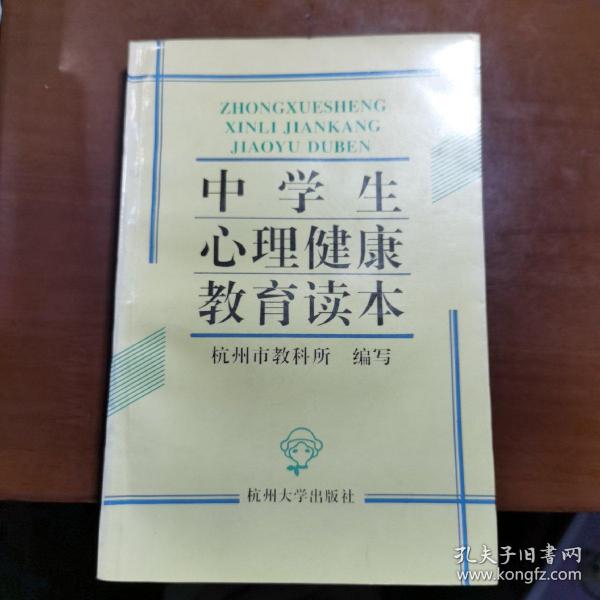 ZHONGXUESHENG
XINLI JIANKANG
JIAOYU DUBEN
中学生
心理健康
教育读本
杭州市教科所 编写
杭州大学出版社
孔夫子旧书网
www.kongfz.com